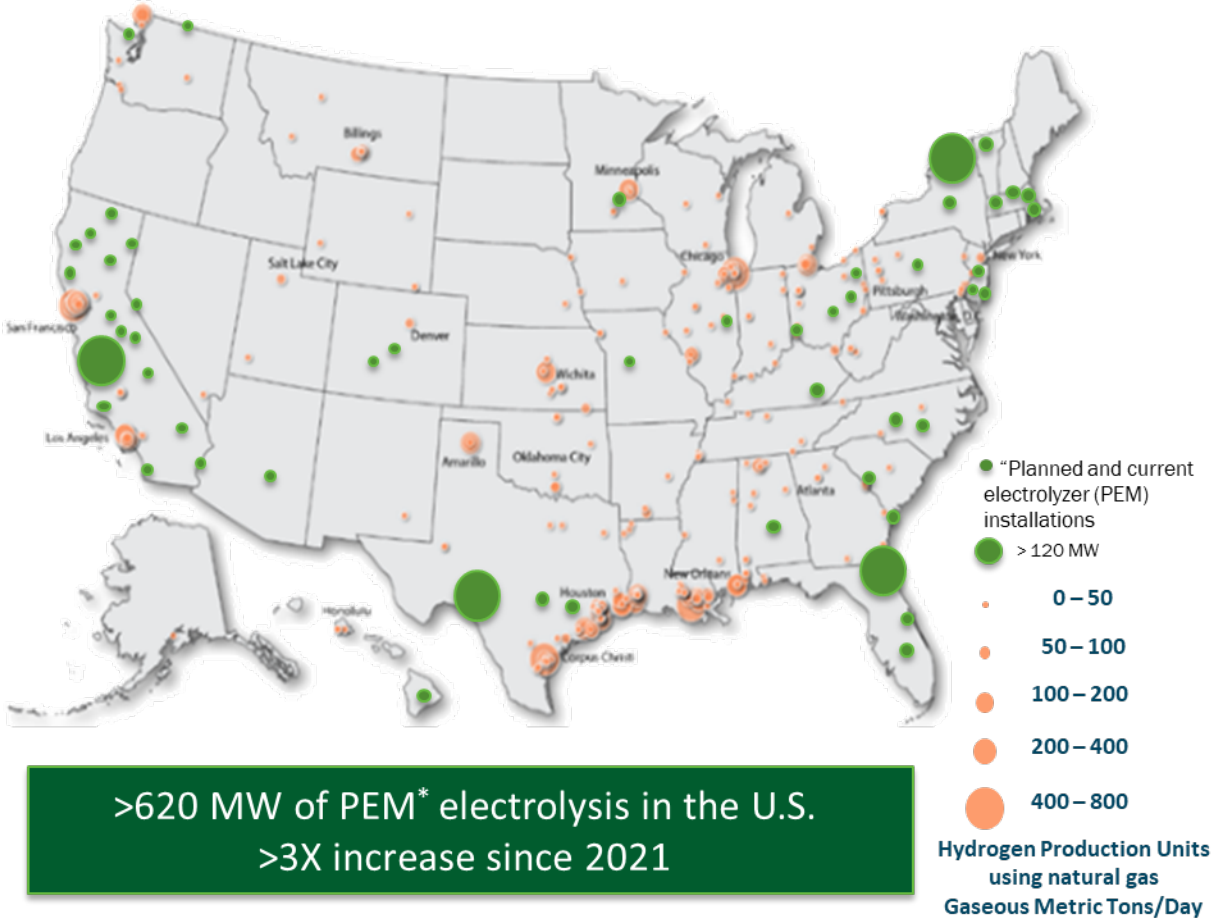 Billings
Minneapolis
Salt Lake City
Chicago
New York
Pittsburgh
Washington, D.C.
San Francisco
Denver
Wichita
Los Angeles
Amarillo
Oklahoma City
Atlanta
New Orleans
Houston
Honolulu
Corpus Christi
“Planned and current
electrolyzer (PEM)
installations
> 120 MW
0 – 50
50 – 100
100 – 200
200 – 400
400 – 800
Hydrogen Production Units
using natural gas
Gaseous Metric Tons/Day
>620 MW of PEM* electrolysis in the U.S.
>3X increase since 2021